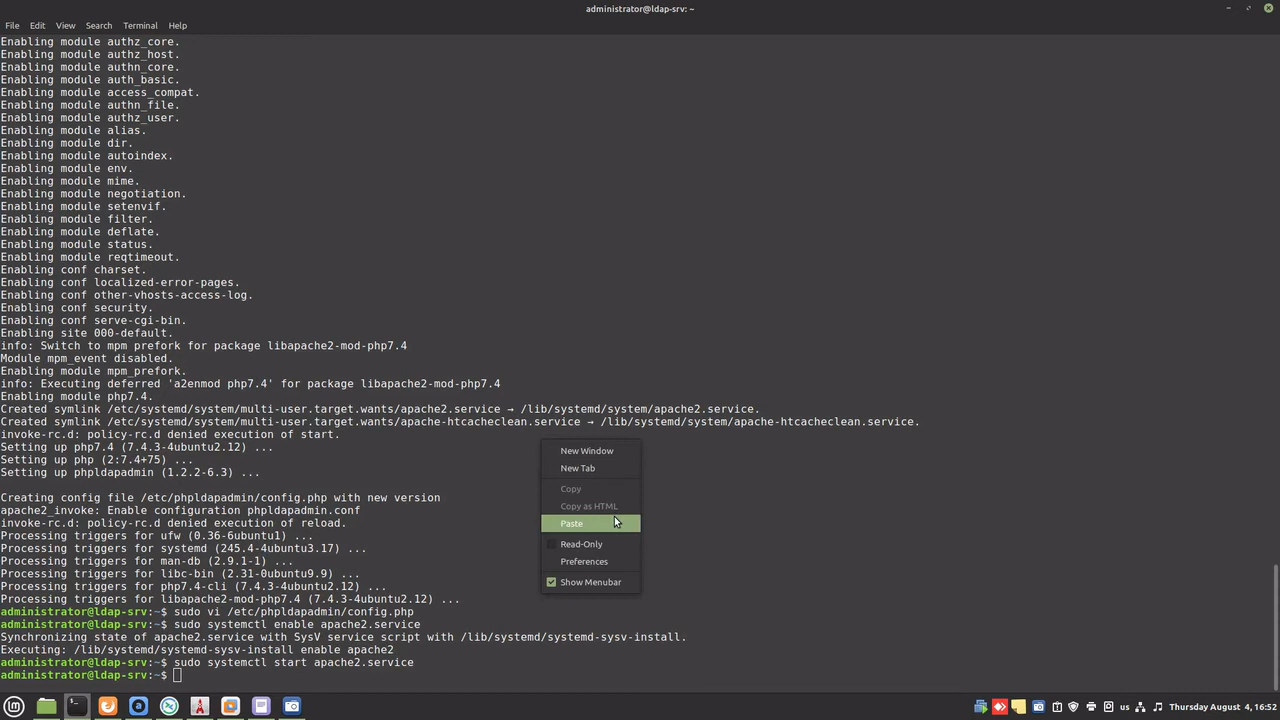 administrator@ldap-srv: ~
File Edit View Search Terminal Help
Enabling module authz_core.
Enabling module authz_host.
Enabling module authn_core.
Enabling module auth_basic.
Enabling module access_compat.
Enabling module authn_file.
Enabling module authz_user.
Enabling module alias.
Enabling module dir.
Enabling module autoindex.
Enabling module env.
Enabling module mime.
Enabling module negotiation.
Enabling module setenvif.
Enabling module filter.
Enabling module deflate.
Enabling module status.
Enabling module reqtimeout.
Enabling conf charset.
Enabling conf localized-error-pages.
Enabling conf other-vhosts-access-log.
Enabling conf security.
Enabling conf serve-cgi-bin.
Enabling site 000-default.
info: Switch to mpm prefork for package libapache2-mod-php7.4
Module mpm_event disabled.
Enabling module mpm_prefork.
info: Executing deferred 'a2enmod php7.4' for package libapache2-mod-php7.4
Enabling module php7.4.
Created symlink /etc/systemd/system/multi-user.target.wants/apache2.service → /lib/systemd/system/apache2.service.
Created symlink /etc/systemd/system/multi-user.target.wants/apache-htcacheclean.service → /lib/systemd/system/apache-htcacheclean.service.
invoke-rc.d: policy-rc.d denied execution of start.
Setting up php7.4 (7.4.3-4ubuntu2.12) ...
Setting up php (2:7.4+75) ...
Setting up phpldapadmin (1.2.2-6.3) ...
Creating config file /etc/phpldapadmin/config.php with new version
apache2_invoke: Enable configuration phpldapadmin.conf
invoke-rc.d: policy-rc.d denied execution of reload.
Processing triggers for ufw (0.36-6ubuntu1) ...
Processing triggers for systemd (245.4-4ubuntu3.17) ...
Processing triggers for man-db (2.9.1-1) ...
Processing triggers for libc-bin (2.31-0ubuntu9.9) ...
Processing triggers for php7.4-cli (7.4.3-4ubuntu2.12) ...
Processing triggers for libapache2-mod-php7.4 (7.4.3-4ubuntu2.12) ...
administrator@ldap-srv:~$ sudo vi /etc/phpldapadmin/config.php
administrator@ldap-srv:~$ sudo systemctl enable apache2.service
Synchronizing state of apache2.service with SysV service script with /lib/systemd/systemd-sysv-install.
Executing: /lib/systemd/systemd-sysv-install enable apache2
administrator@ldap-srv:~$ sudo systemctl start apache2.service
administrator@ldap-srv:~$
New Window
New Tab
Copy
Copy as HTML
Paste
Read-Only
Preferences
Show Menubar
us
Thursday August 4, 16:52